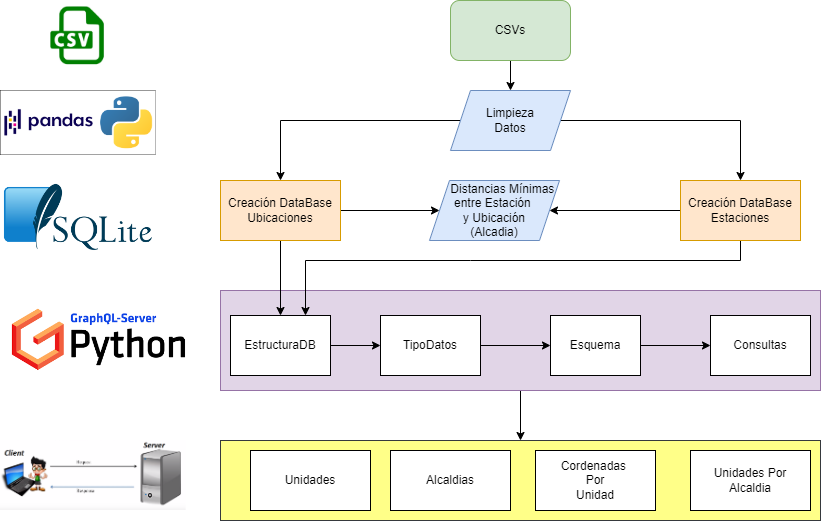 CSV
CSVs
pandas
Limpieza
Datos
SQLite
Creación DataBase
Ubicaciones
Distancias Mínimas
entre Estación
y Ubicación
(Alcadia)
Creación DataBase
Estaciones
GraphQL-Server
Python
EstructuraDB
TipoDatos
Esquema
Consultas
Client
Server
Unidades
Alcaldias
Cordenadas
Por
Unidad
Unidades Por
Alcaldia